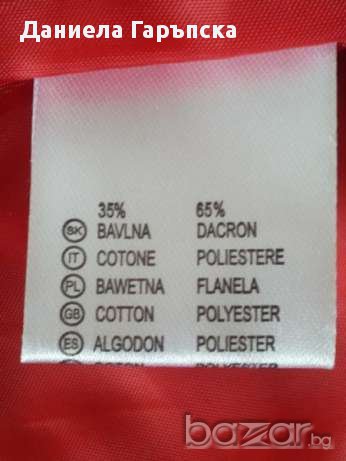 Даниела Гаръпска
35% 65%
SK BAVLNA DACRON
IT COTONE POLIESTERE
PL BAWETNA FLANELA
GB COTTON POLYESTER
ES ALGODON POLIESTER
POLYESTER
bazar.bg